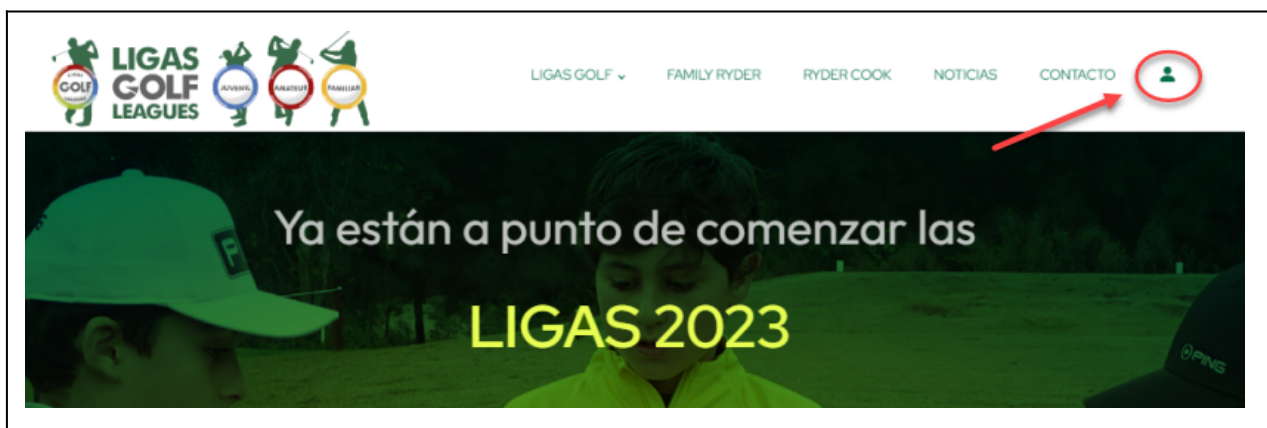 LIGAS
GOLF
LEAGUES
GOLF
JUVENIL
AMATEUR
FAMILIAR
LIGAS GOLF
FAMILY RYDER
RYDER COOK
NOTICIAS
CONTACTO
Ya están a punto de comenzar las
LIGAS 2023
PING